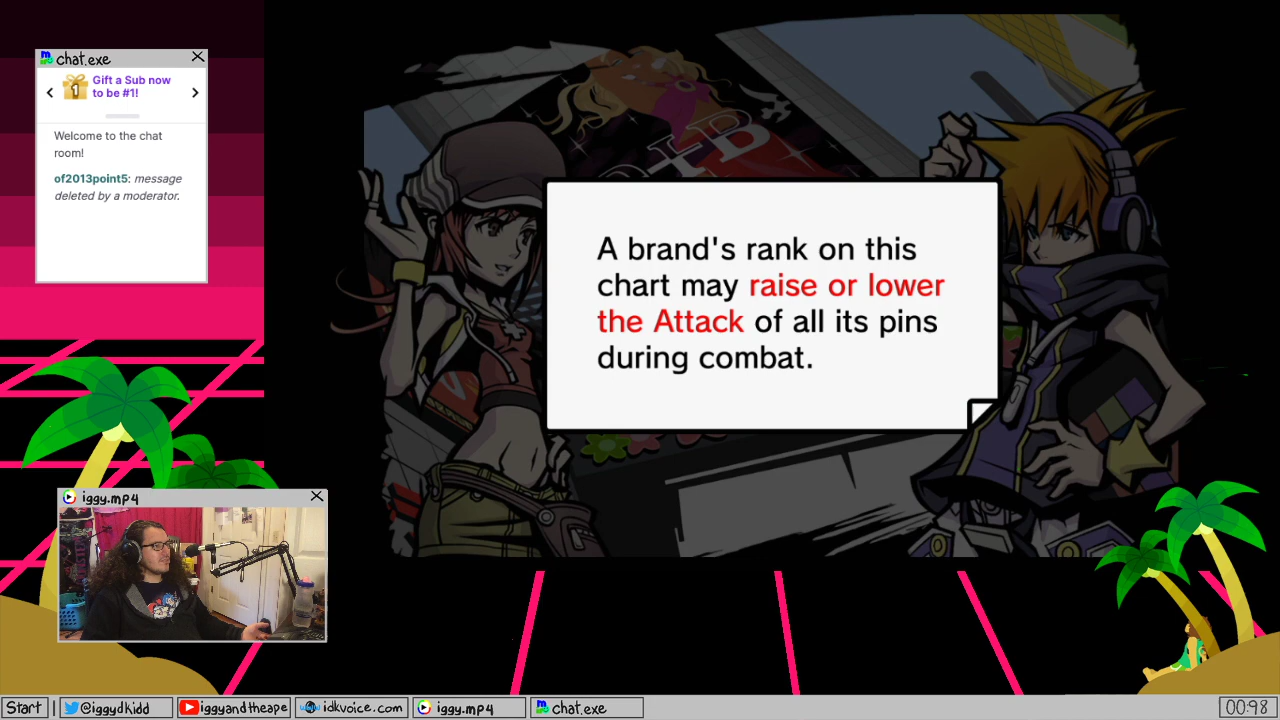 chat.exe
Gift a Sub now
to be #1!
1
Welcome to the chat
room!
of2013point5: message
deleted by a moderator.
A brand's rank on this
chart may raise or lower
the Attack of all its pins
during combat.
iggy.mp4
Start | @iggydkidd iggyandtheape idkvoice.com iggy.mp4 chat.exe 00:98